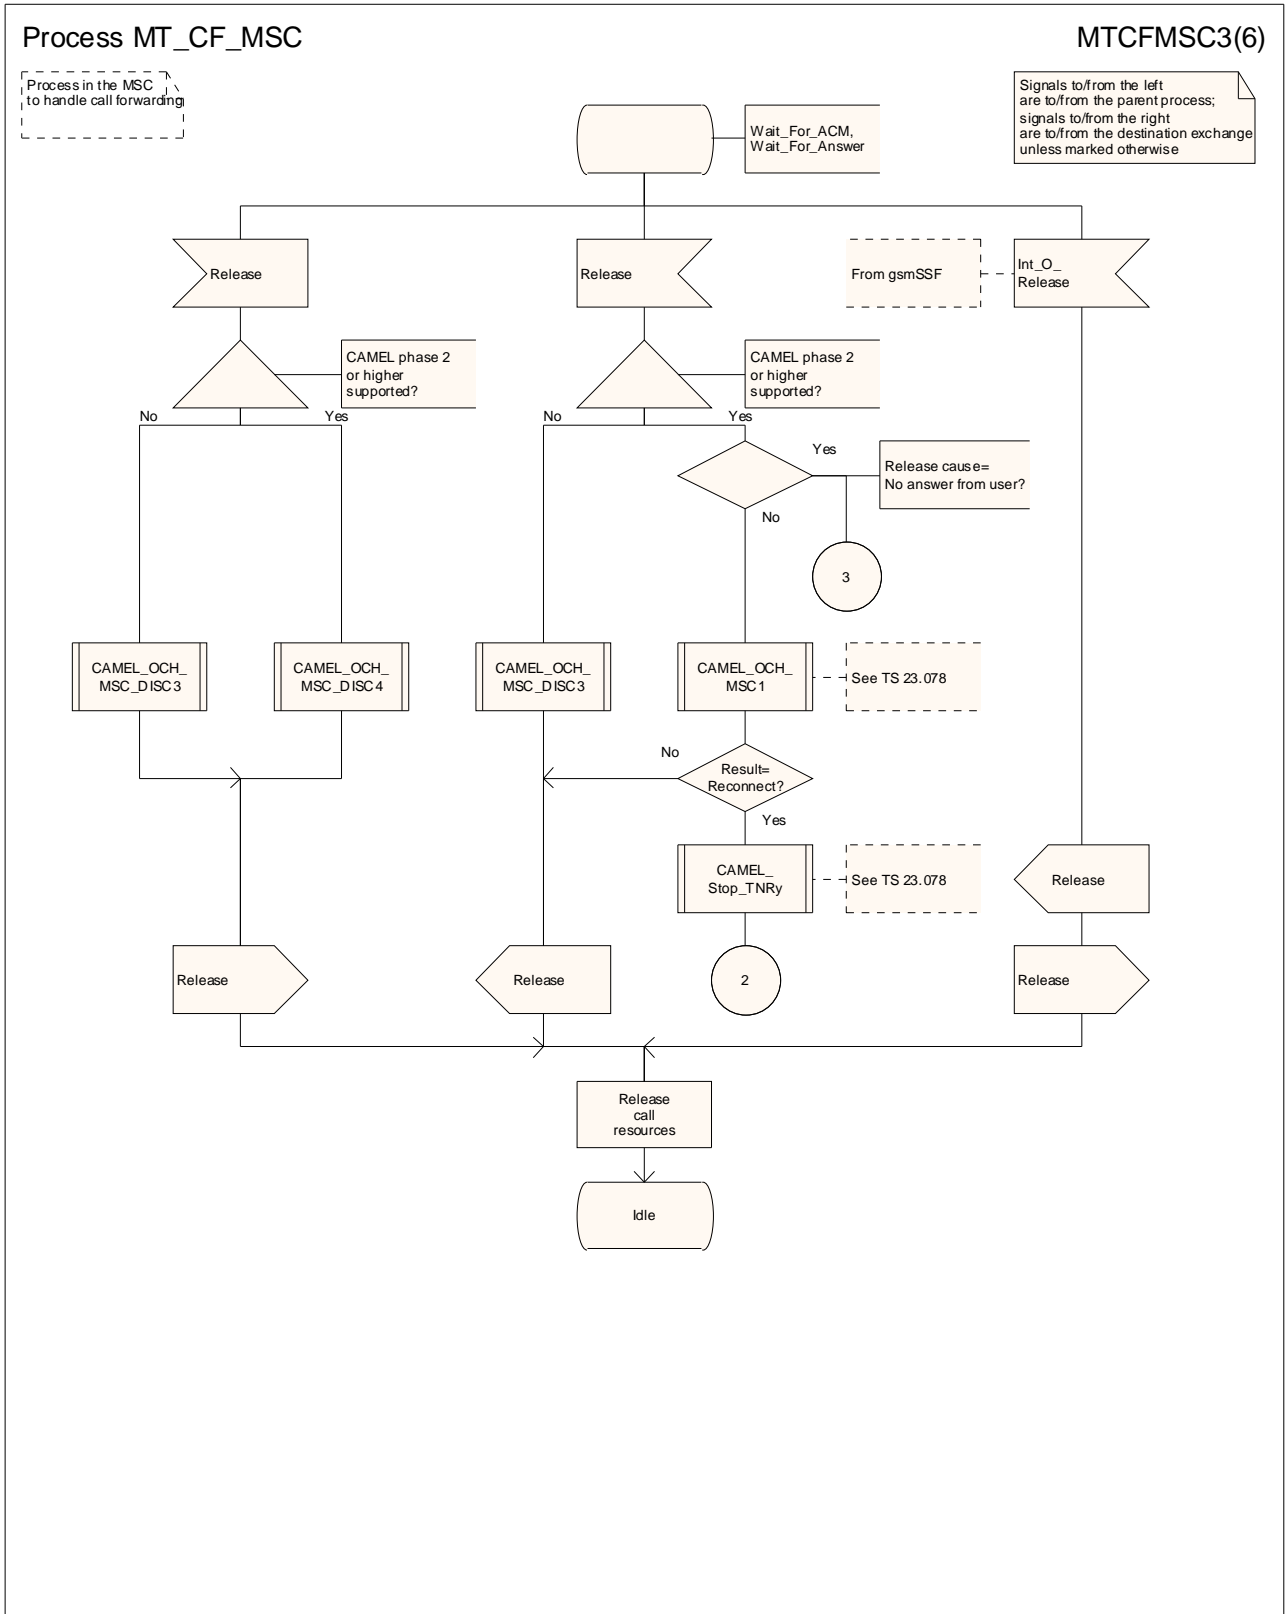 Process MT_CF_MSC
MTCFMSC3(6)
Process in the MSC
to handle call forwarding
Signals to/from the left
are to/from the parent process;
signals to/from the right
are to/from the destination exchange
unless marked otherwise
Wait_For_ACM,
Wait_For_Answer
Release
Release
From gsmSSF
Int_O_
Release
CAMEL phase 2
or higher
supported?
CAMEL phase 2
or higher
supported?
No
Yes
No
Yes
Yes
Release cause=
No answer from user?
No
3
CAMEL_OCH_
MSC_DISC3
CAMEL_OCH_
MSC_DISC4
CAMEL_OCH_
MSC_DISC3
CAMEL_OCH_
MSC1
See TS 23.078
No
Result=
Reconnect?
Yes
CAMEL_
Stop_TNRy
See TS 23.078
Release
Release
Release
2
Release
Release
call
resources
Idle